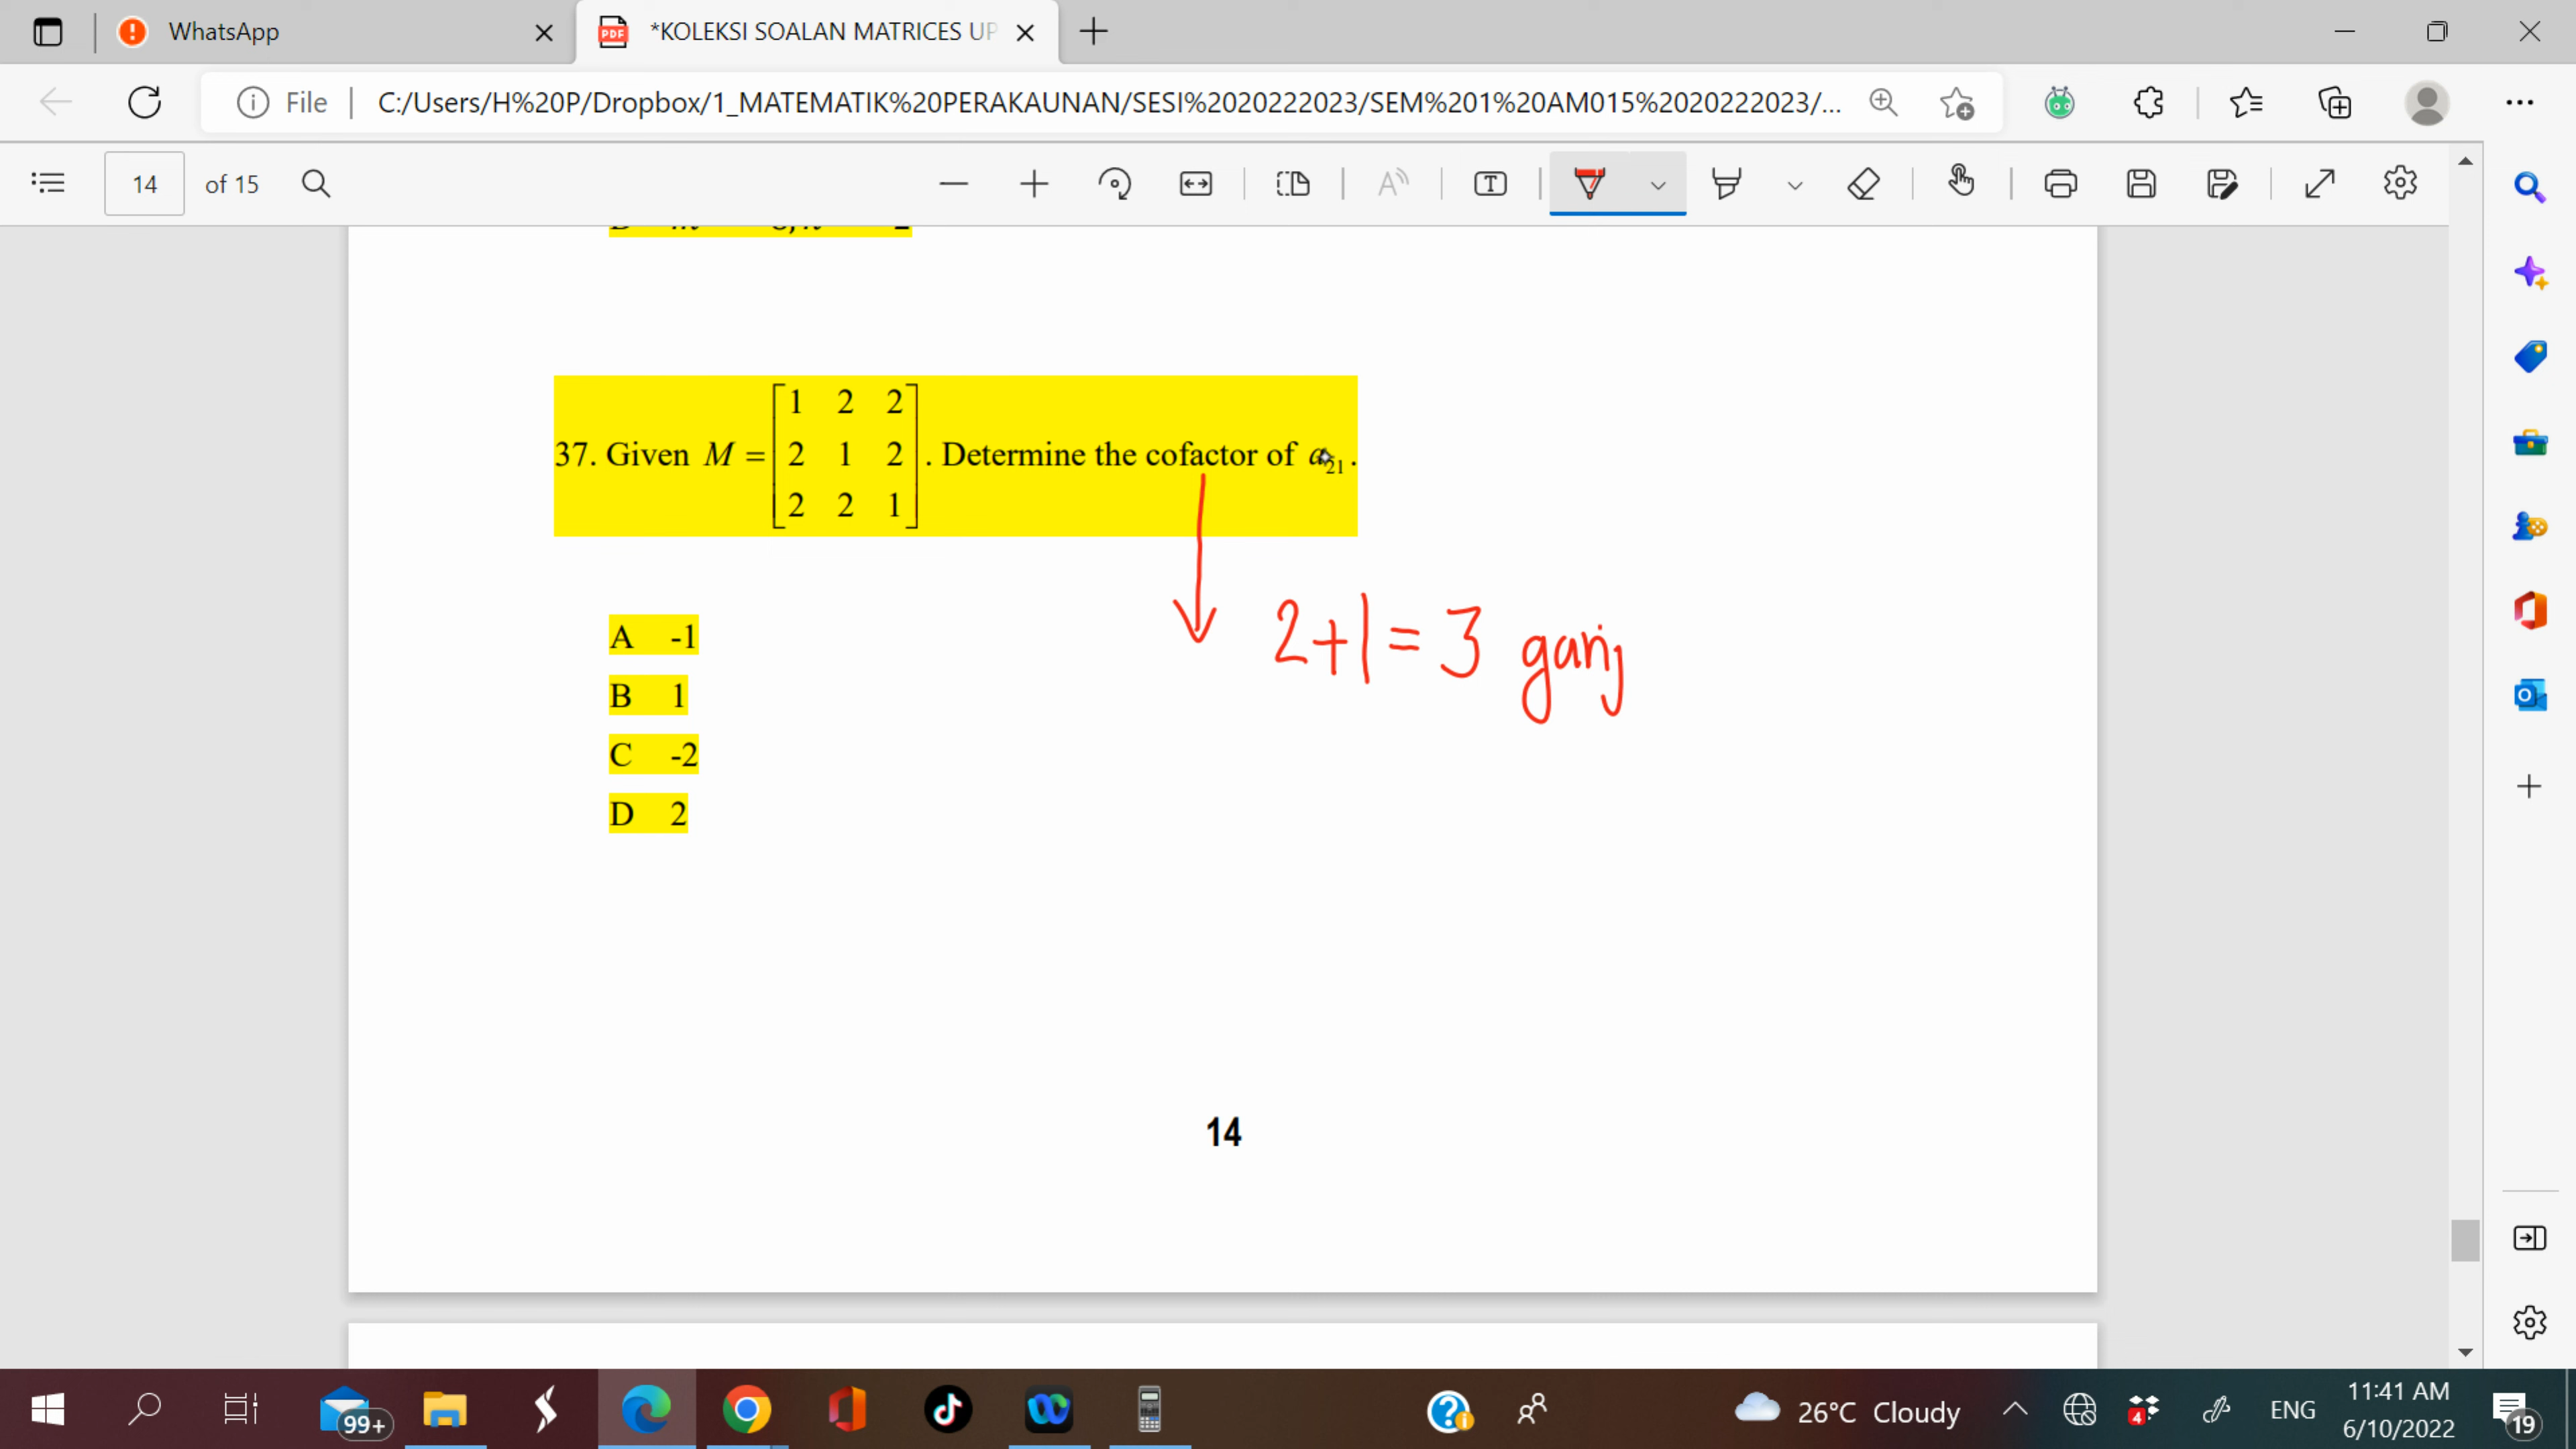 WhatsApp
*KOLEKSI SOALAN MATRICES UP
File
C:/Users/H%20P/Dropbox/1_MATEMATIK%20PERAKAUNAN/SESI%2020222023/SEM%201%20AM015%2020222023/...
14 of 15
37. Given M = [1 2 2
2 1 2
2 2 1]. Determine the cofactor of a21.
2+1=3 ganj
A -1
B 1
C -2
D 2
14
99+
26°C Cloudy
4
ENG
11:41 AM
6/10/2022
19